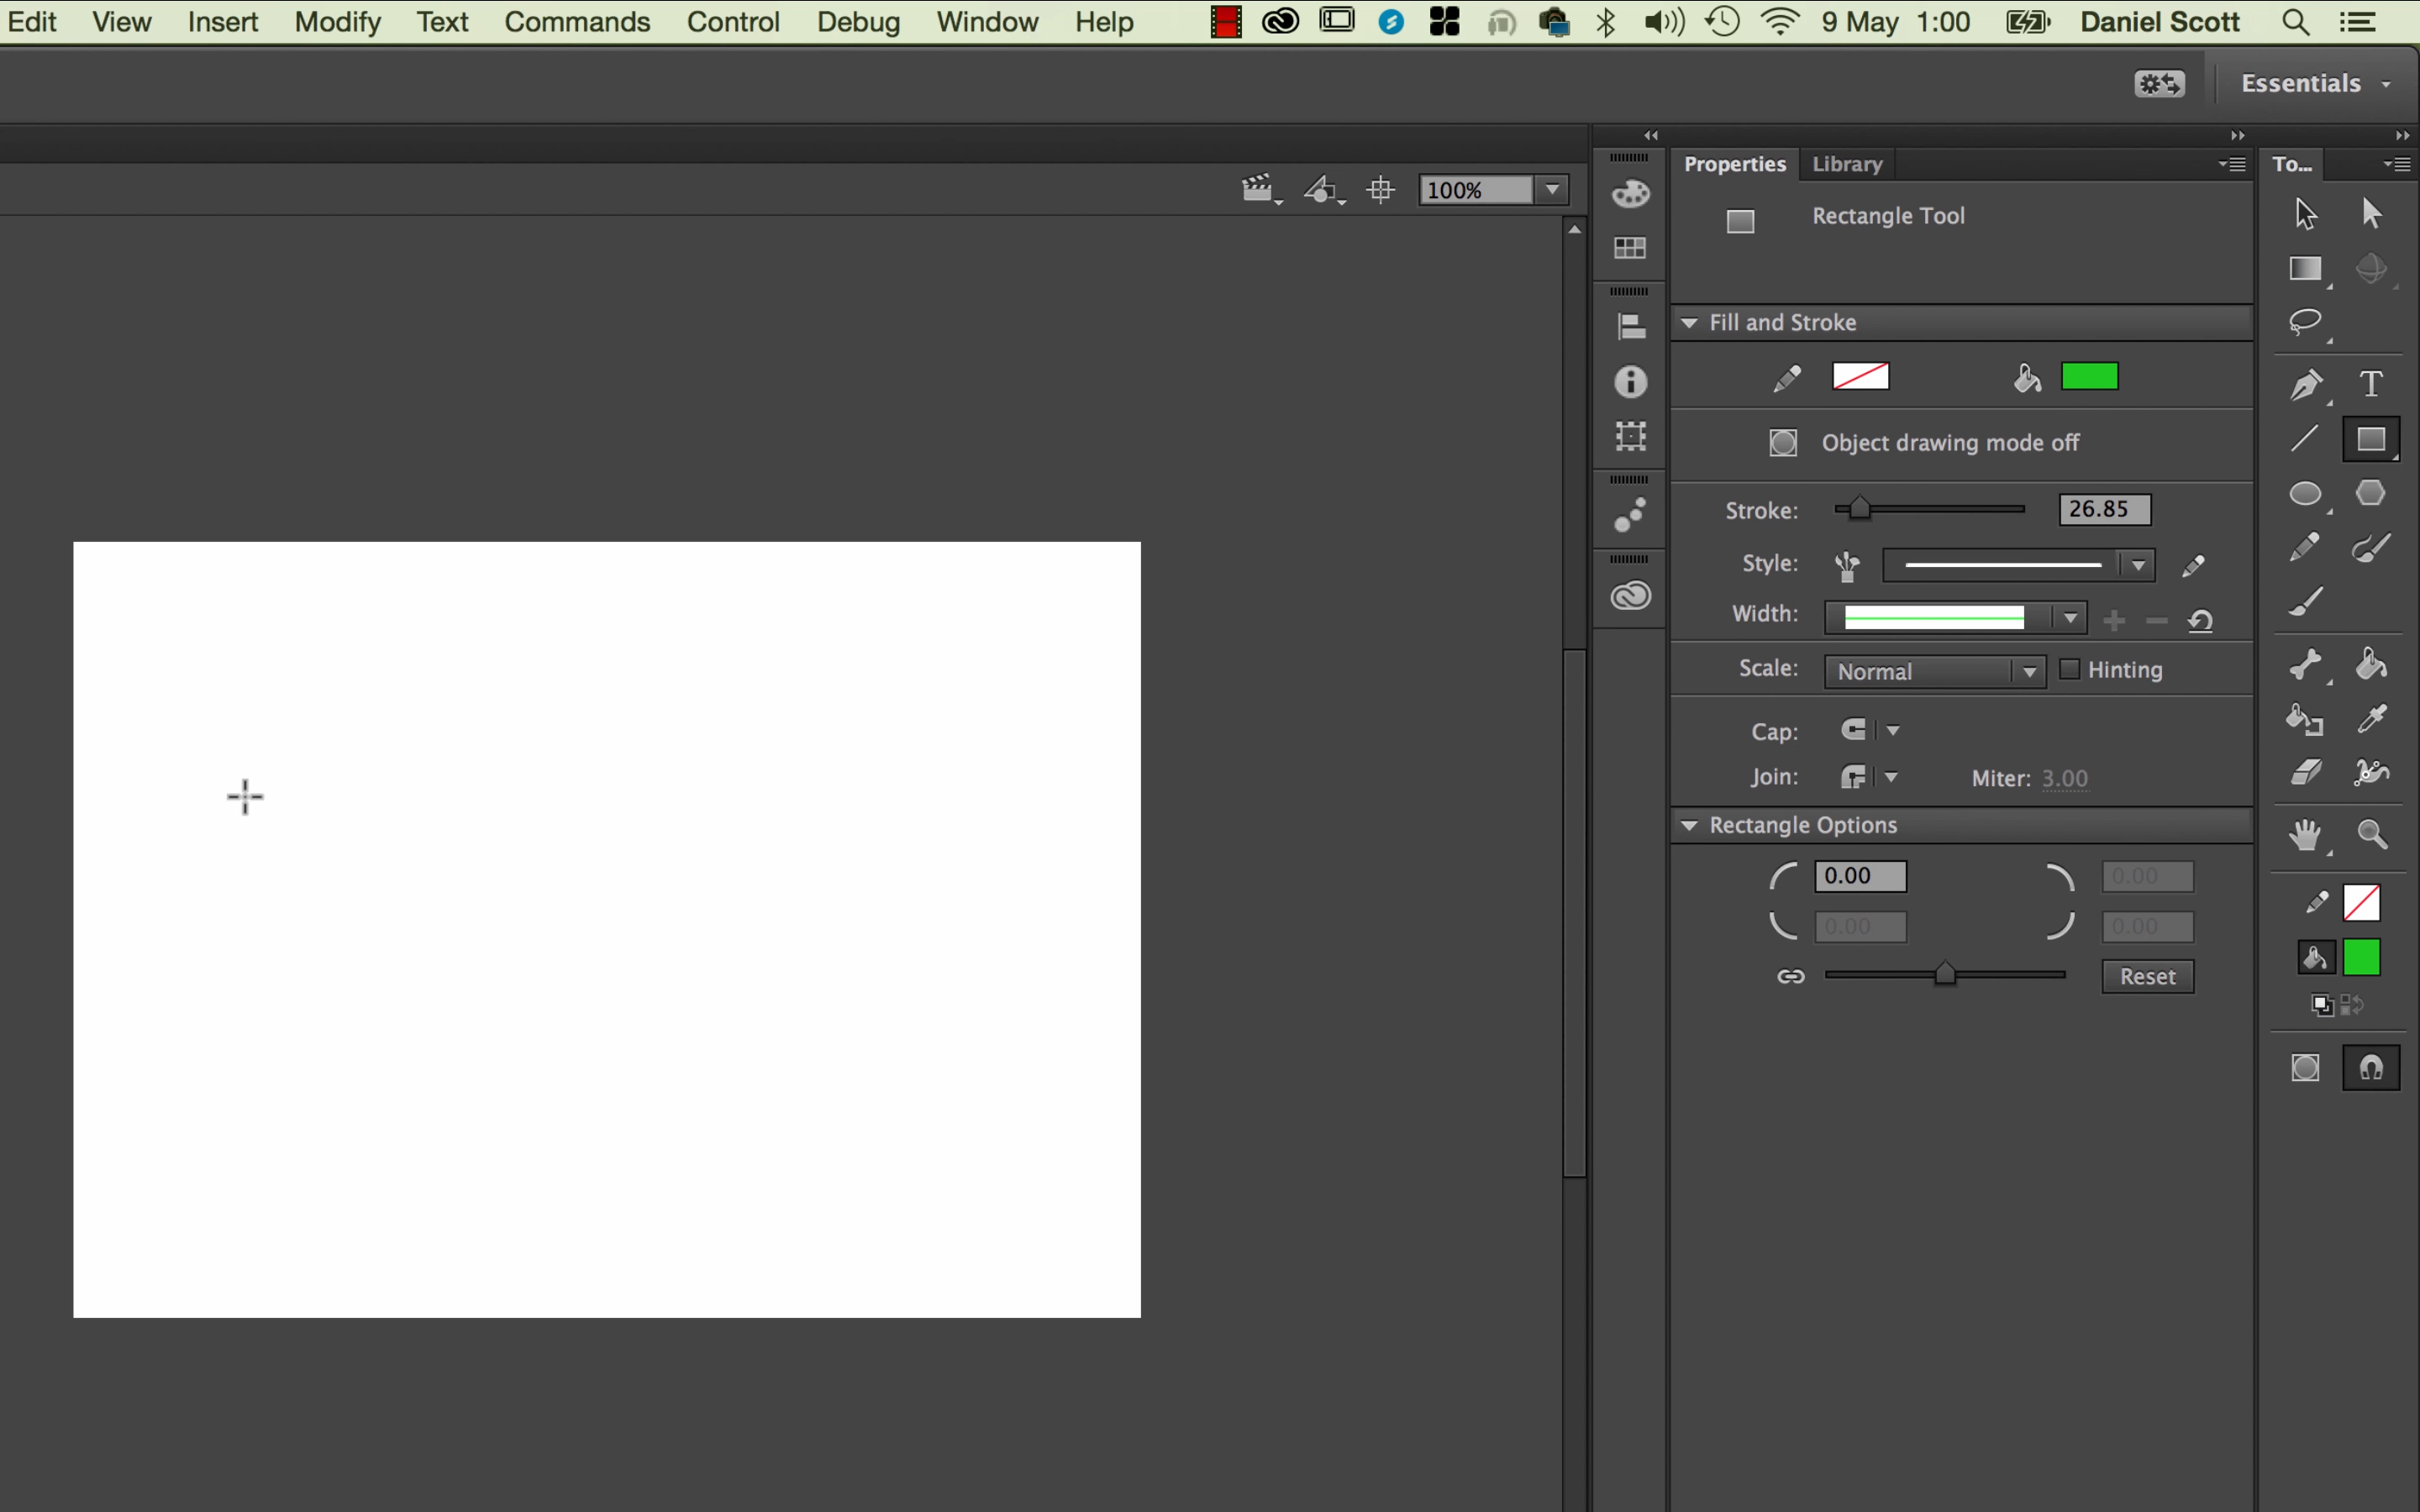 Edit View Insert Modify Text Commands Control Debug Window Help 9 May 1:00 Daniel Scott
Essentials
Properties Library To...
100%
Rectangle Tool
Fill and Stroke
Object drawing mode off
Stroke: 26.85
Style:
Width:
Scale: Normal Hinting
Cap:
Join: Miter: 3.00
Rectangle Options
0.00 0.00
0.00 0.00
Reset